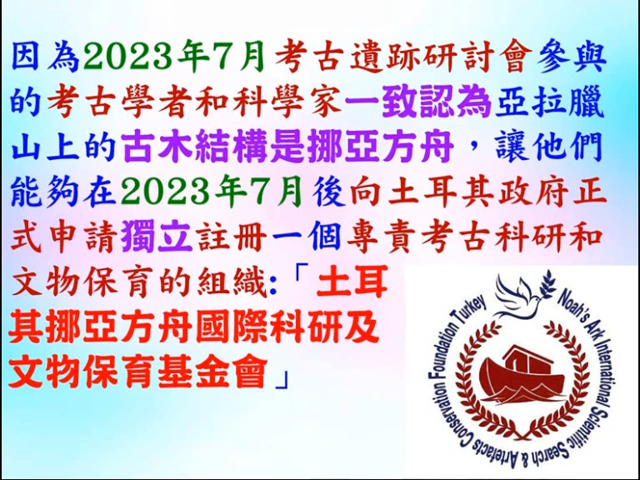 因為2023年7月考古遺跡研討會參與
的考古學者和科學家一致認為亞拉臘
山上的古木結構是挪亞方舟，讓他們
能夠在2023年7月後向土耳其政府正
式申請獨立註冊一個專責考古科研和
文物保育的組織:「土耳
其挪亞方舟國際科研及
文物保育基金會」
Noah's Ark International Scientific Search & Artefacts Conservation Foundation Turkey